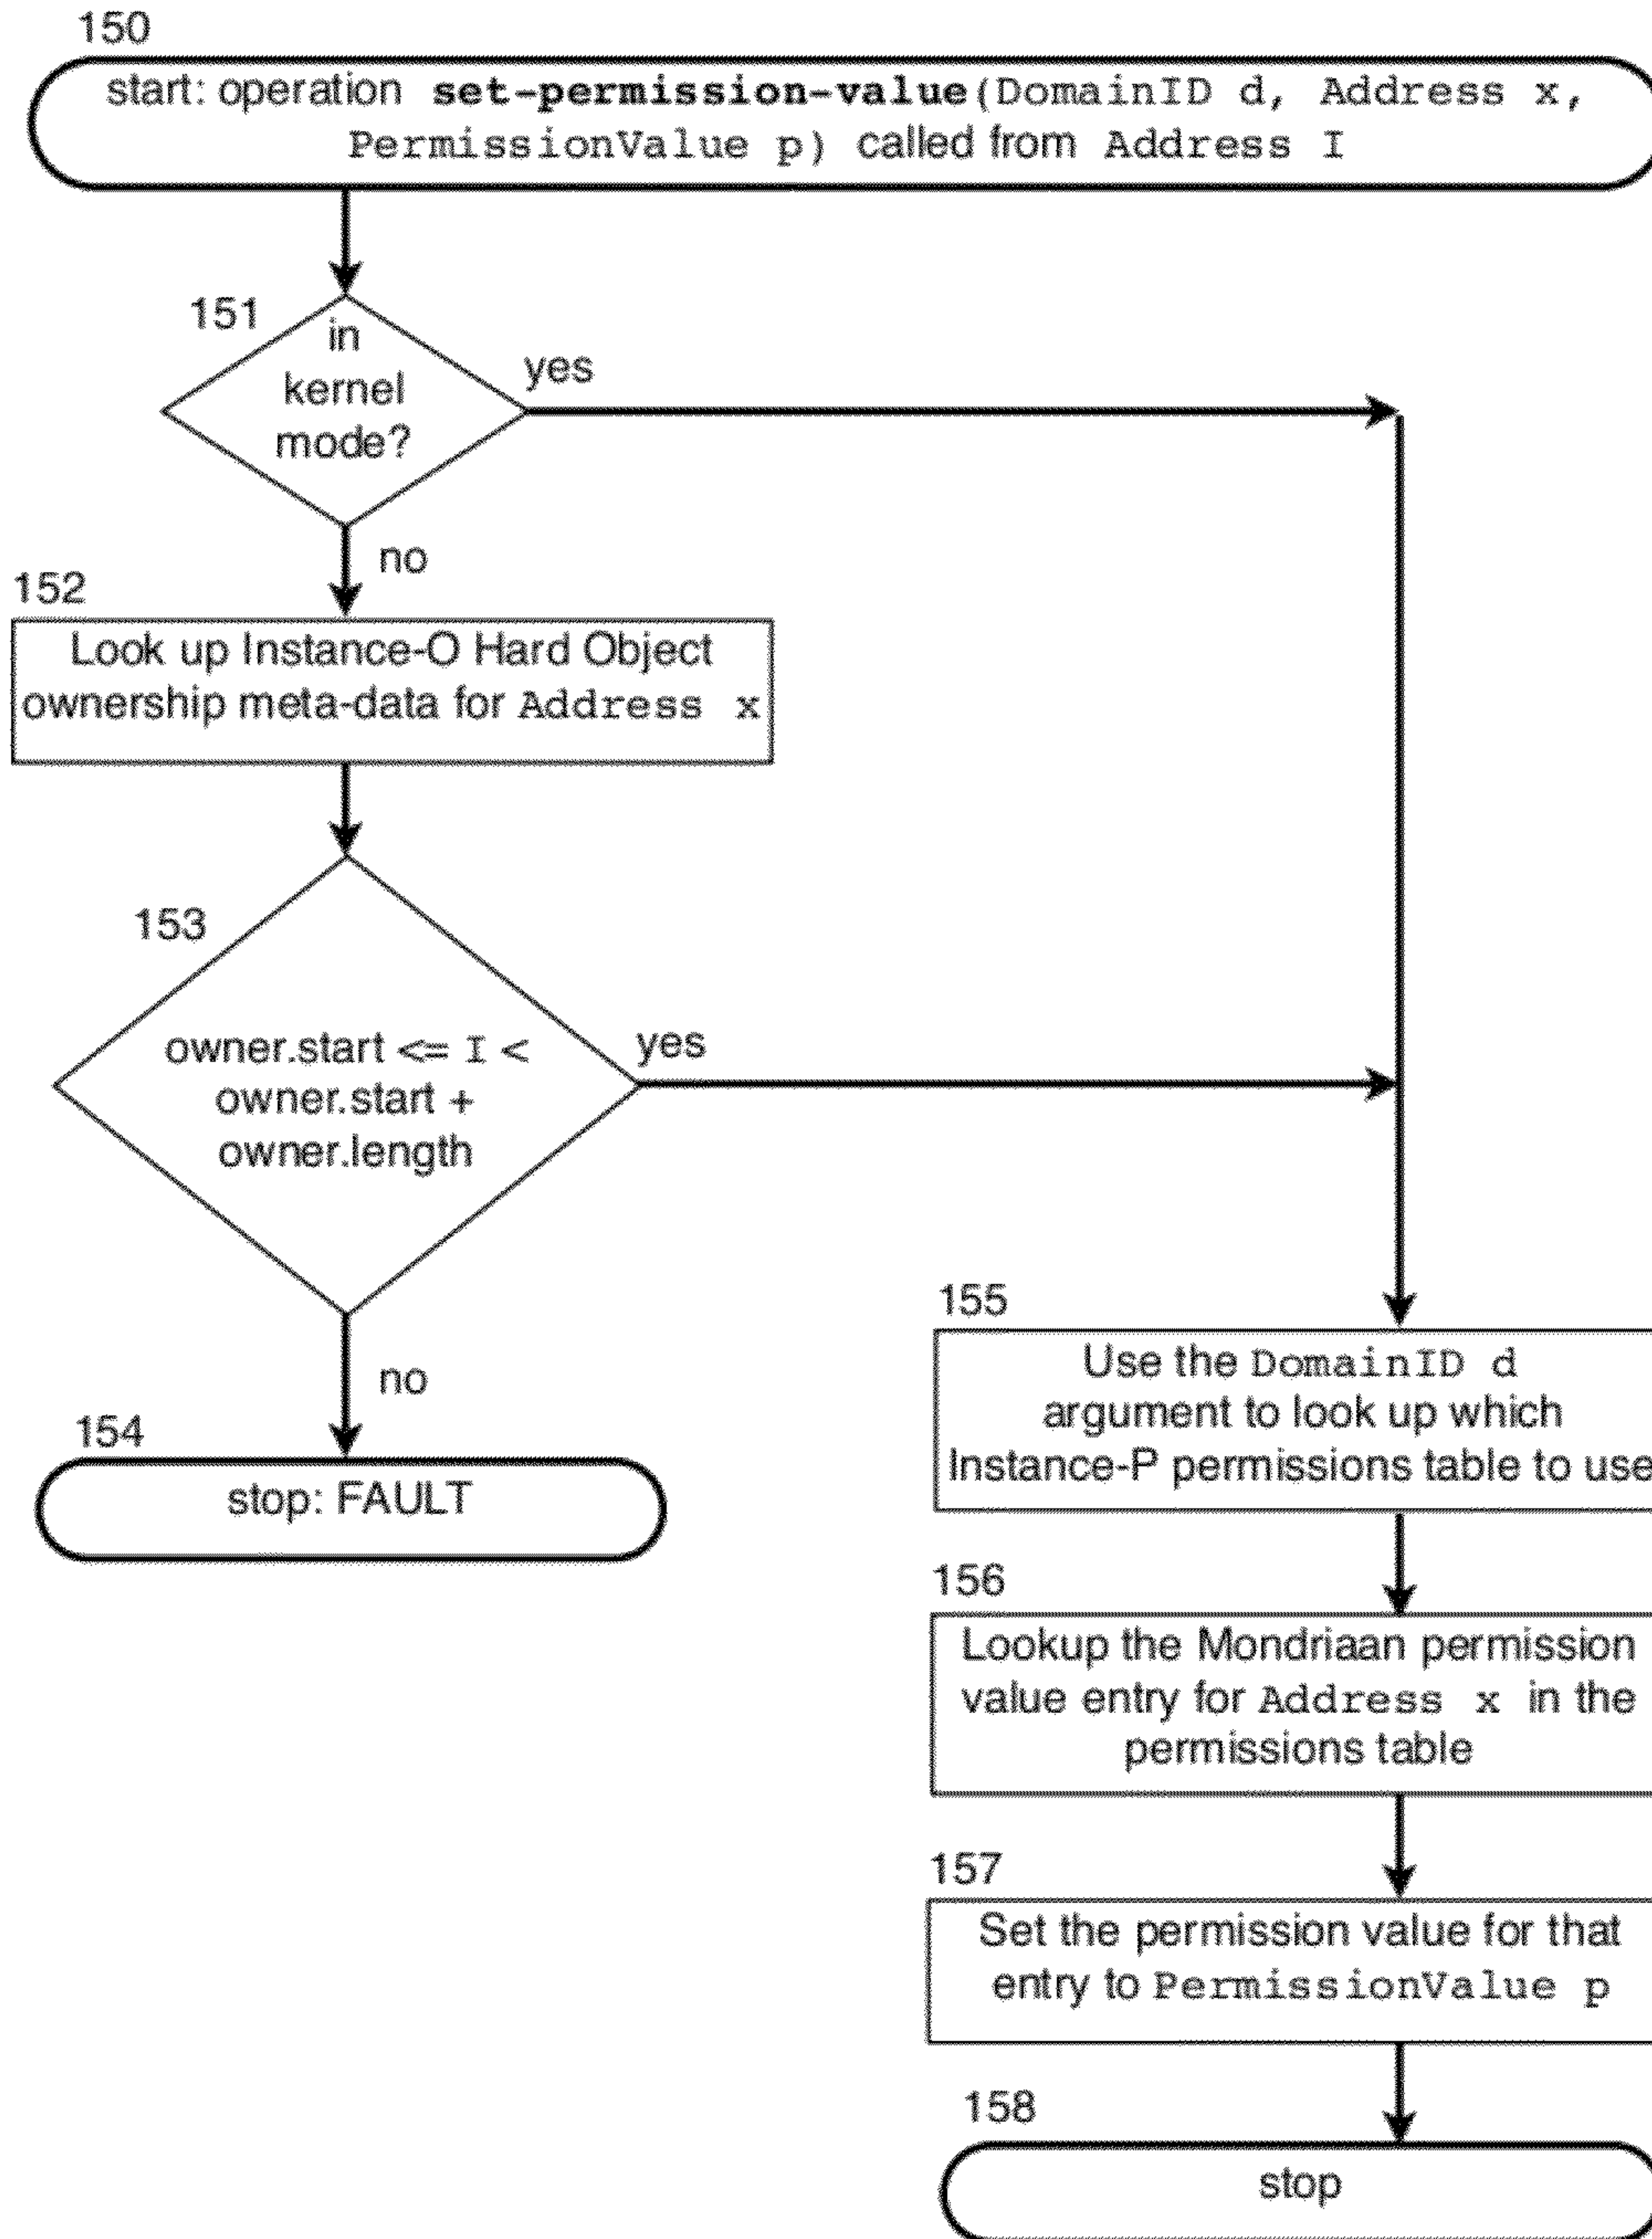 150
start: operation set-permission-value(DomainID d, Address x,
PermissionValue p) called from Address I
151
in
kernel
mode?
yes
no
152
Look up Instance-O Hard Object
ownership meta-data for Address x
153
owner.start <= I <
owner.start +
owner.length
yes
no
154
stop: FAULT
155
Use the DomainID d
argument to look up which
Instance-P permissions table to use
156
Lookup the Mondriaan permission
value entry for Address x in the
permissions table
157
Set the permission value for that
entry to PermissionValue p
158
stop